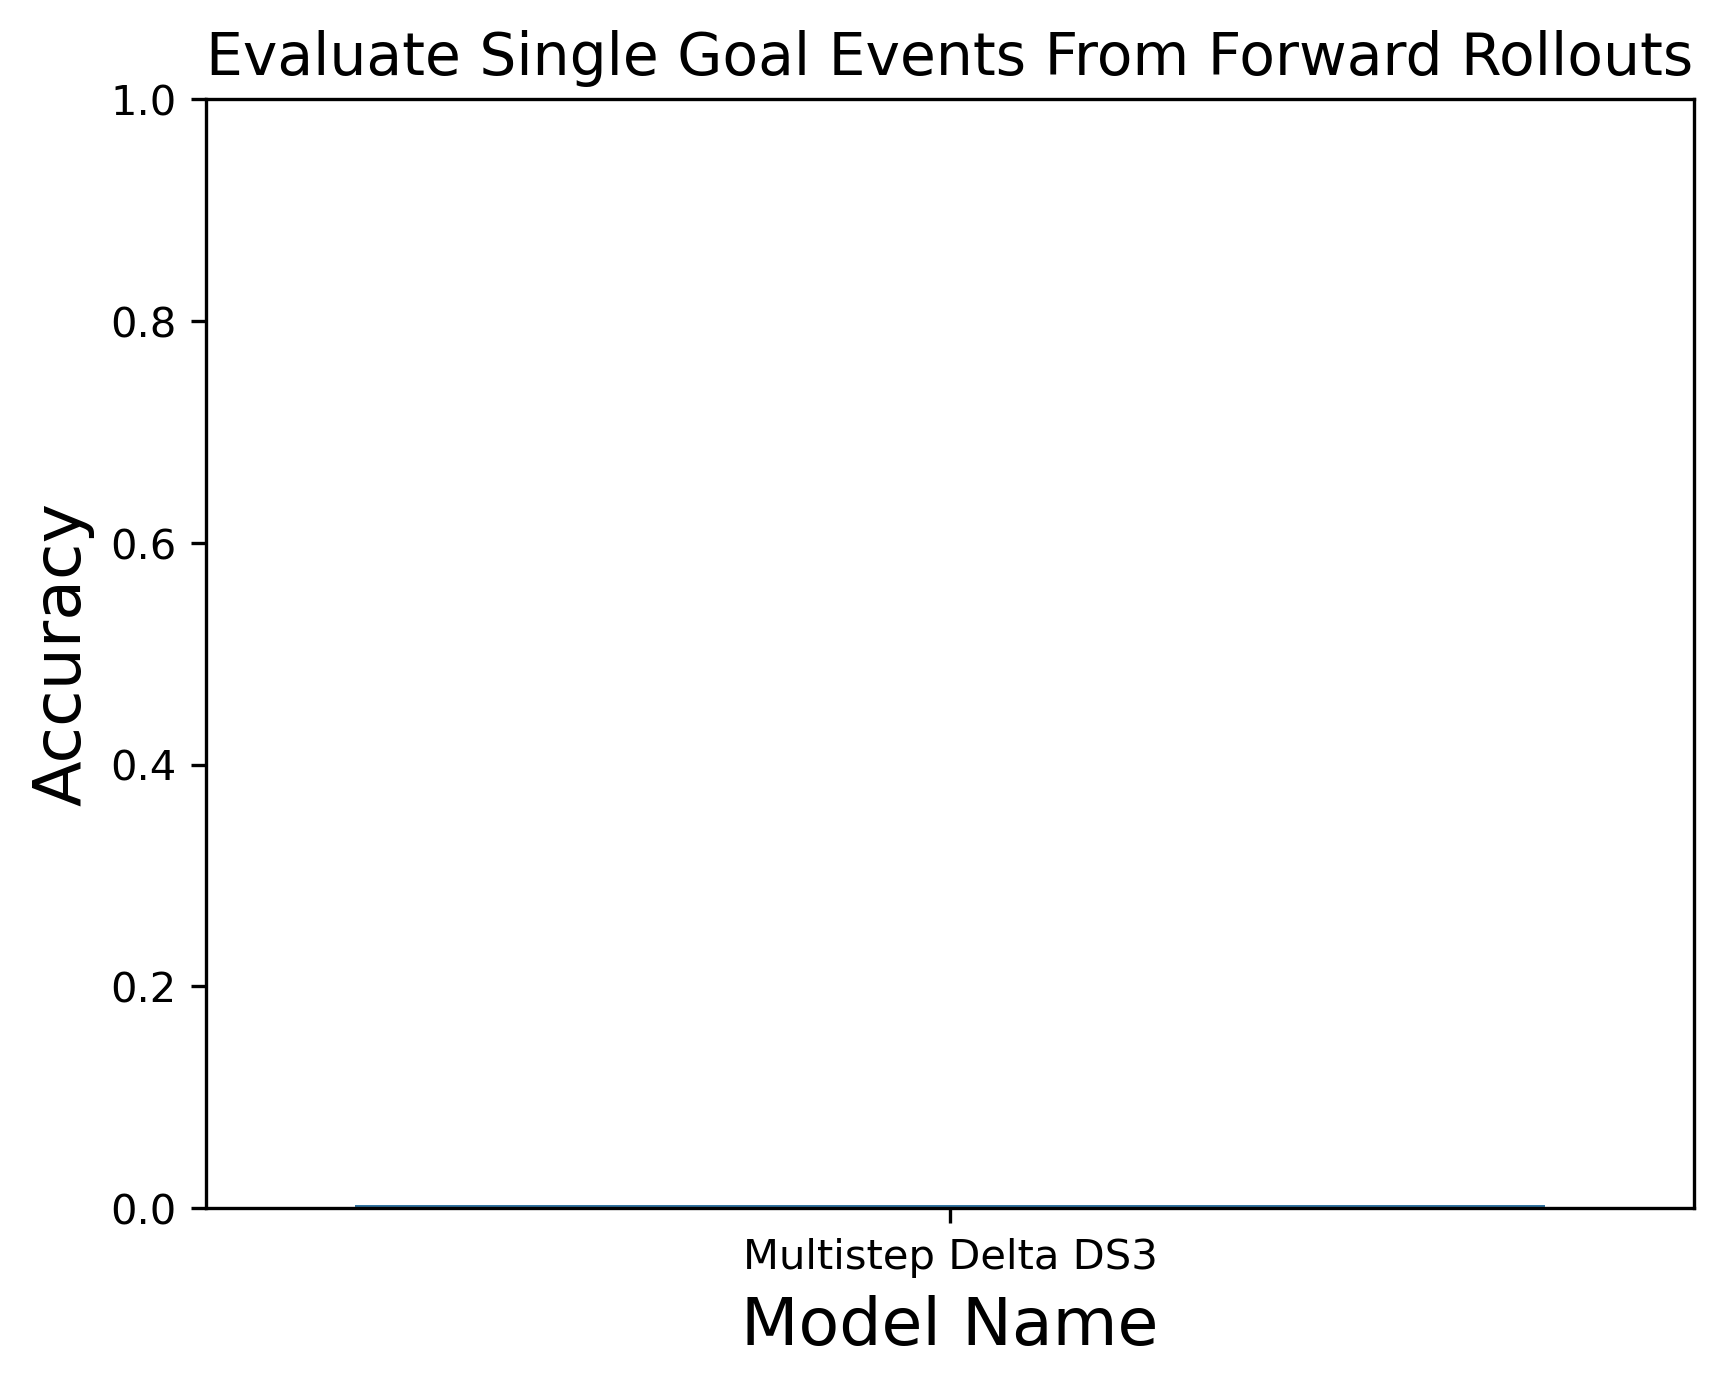 Evaluate Single Goal Events From Forward Rollouts
1.0
0.8
0.6
0.4
0.2
0.0
Accuracy
Multistep Delta DS3
Model Name